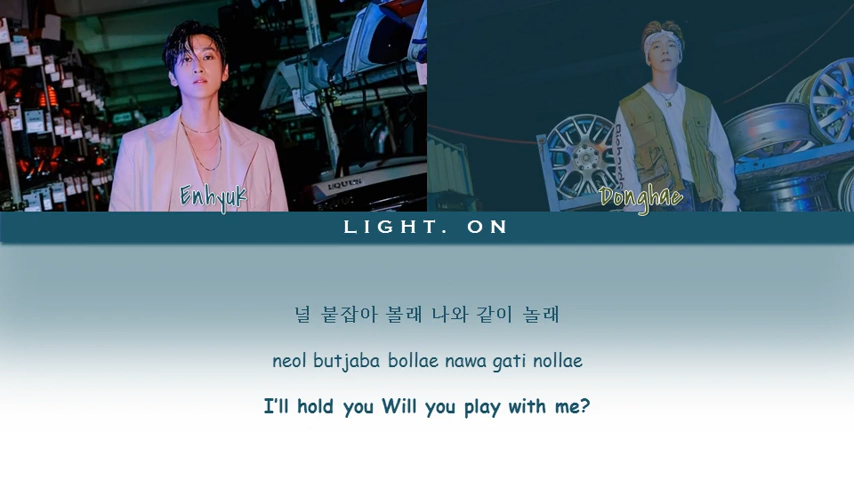 Enhyuk
Donghae
LIGHT. ON
널 붙잡아 볼래 나와 같이 놀래
neol butjaba bollae nawa gati nollae
I'll hold you Will you play with me?